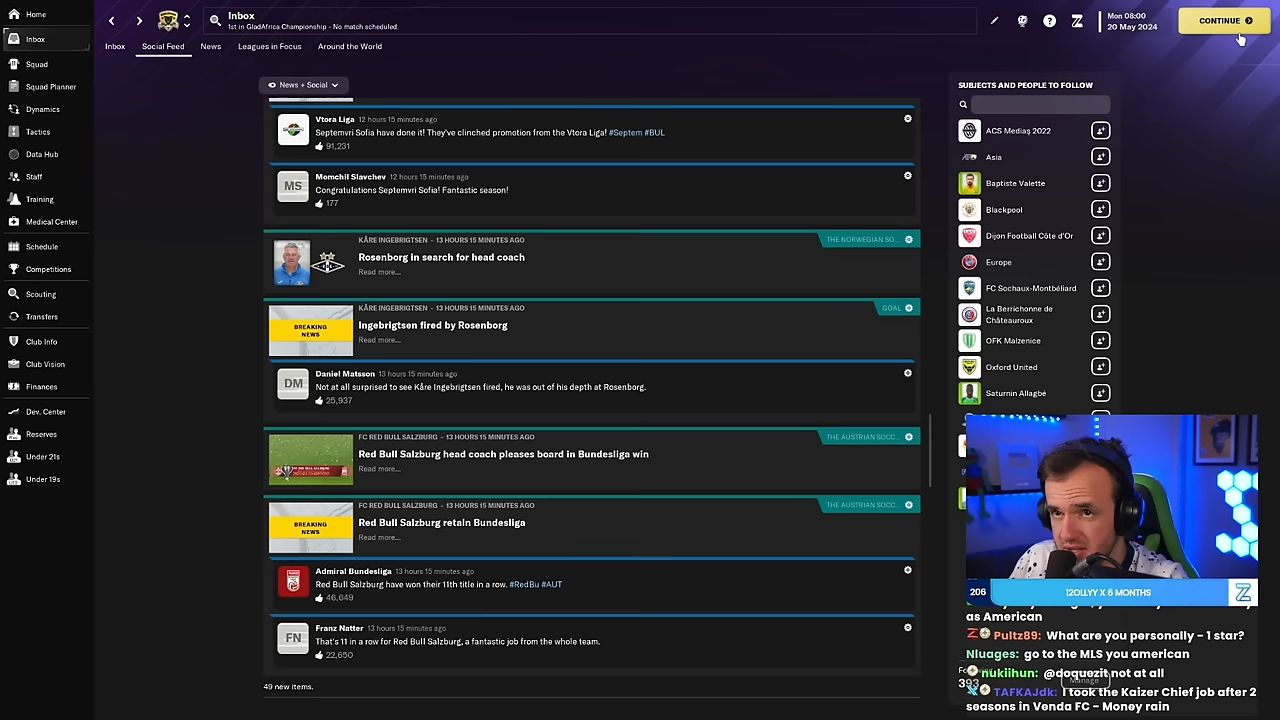 Home
Inbox
Squad
Squad Planner
Dynamics
Tactics
Data Hub
Staff
Training
Medical Center
Schedule
Competitions
Scouting
Transfers
Club Info
Club Vision
Finances
Dev. Center
Reserves
Under 21s
Under 19s
Inbox
1st in GladAfrica Championship - No match scheduled.
Mon 08:00
20 May 2024
CONTINUE
Inbox
Social Feed
News
Leagues in Focus
Around the World
News + Social
Vtora Liga 12 hours 15 minutes ago
Septemvri Sofia have done it! They've clinched promotion from the Vtora Liga! #Septem #BUL
91,231
MS
Momchil Slavchev 12 hours 15 minutes ago
Congratulations Septemvri Sofia! Fantastic season!
177
KÅRE INGEBRIGTSEN - 13 HOURS 15 MINUTES AGO
THE NORWEGIAN SO...
Rosenborg in search for head coach
Read more...
KÅRE INGEBRIGTSEN - 13 HOURS 15 MINUTES AGO
GOAL
BREAKING
NEWS
Ingebrigtsen fired by Rosenborg
Read more...
DM
Daniel Matsson 13 hours 15 minutes ago
Not at all surprised to see Kåre Ingebrigtsen fired, he was out of his depth at Rosenborg.
25,937
FC RED BULL SALZBURG - 13 HOURS 15 MINUTES AGO
THE AUSTRIAN SOCC...
Red Bull Salzburg head coach pleases board in Bundesliga win
Read more...
FC RED BULL SALZBURG - 13 HOURS 15 MINUTES AGO
THE AUSTRIAN SOCC...
BREAKING
NEWS
Red Bull Salzburg retain Bundesliga
Read more...
Admiral Bundesliga 13 hours 15 minutes ago
Red Bull Salzburg have won their 11th title in a row. #RedBu #AUT
46,649
FN
Franz Natter 13 hours 15 minutes ago
That's 11 in a row for Red Bull Salzburg, a fantastic job from the whole team.
22,650
49 new items.
SUBJECTS AND PEOPLE TO FOLLOW
ACS Mediaş 2022
Asia
Baptiste Valette
Blackpool
Dijon Football Côte d'Or
Europe
FC Sochaux-Montbéliard
La Berrichonne de
Châteauroux
OFK Malzenice
Oxford United
Saturnin Allagbé
206
12OLLYY X 6 MONTHS
as American
Pultz89: What are you personally - 1 star?
Nluages: go to the MLS you american
nukiihun: @doquezit not at all
393
Manage
TAFKAJdk: I took the Kaizer Chief job after 2
seasons in Venda FC - Money rain